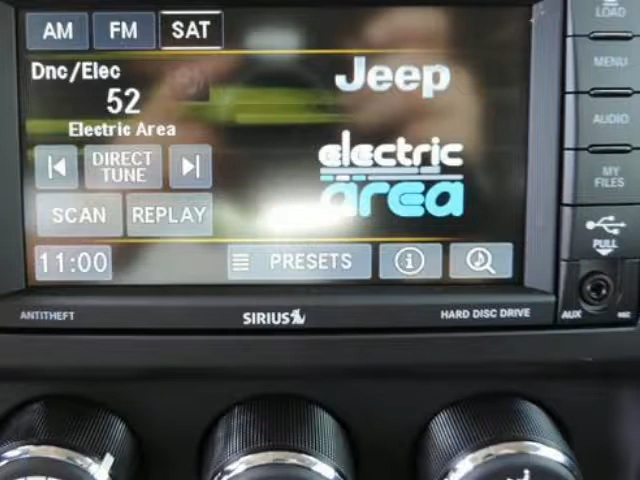 AM FM SAT
LOAD
Dnc/Elec
Jeep
MENU
52
Electric Area
AUDIO
electric
area
DIRECT
TUNE
MY
FILES
SCAN REPLAY
PULL
11:00
PRESETS
ANTITHEFT
SIRIUS
HARD DISC DRIVE
AUX